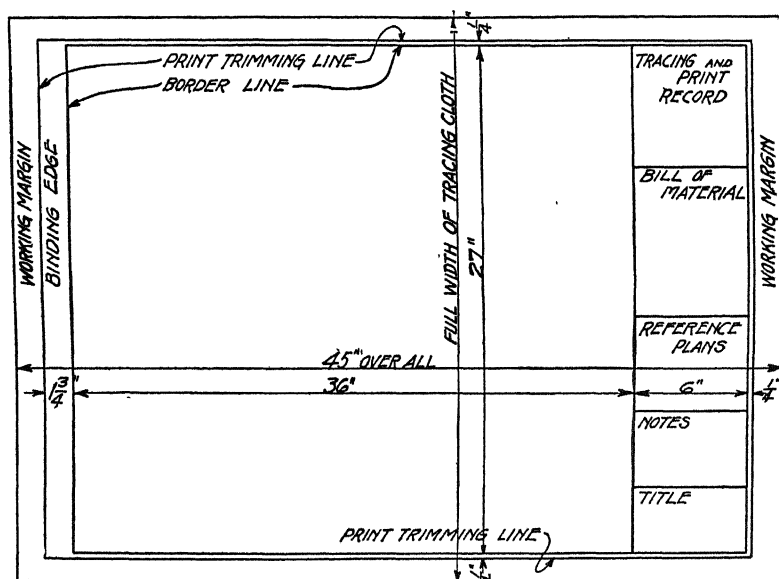 1/4"
PRINT TRIMMING LINE
BORDER LINE
TRACING AND
PRINT
RECORD
WORKING MARGIN
BINDING EDGE
FULL WIDTH OF TRACING CLOTH
27"
BILL OF
MATERIAL
WORKING MARGIN
REFERENCE
PLANS
45" OVER ALL
1 3/4"
36"
6"
1/4"
NOTES
TITLE
PRINT TRIMMING LINE